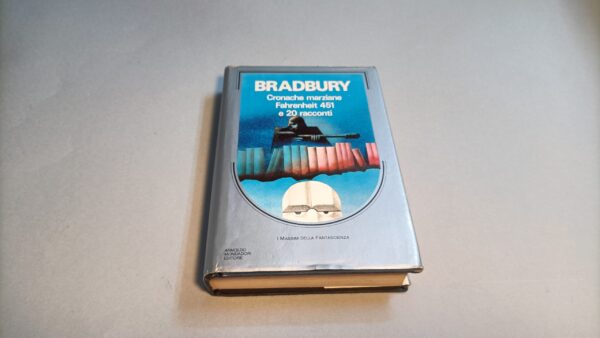 BRADBURY
Cronache marziane
Fahrenheit 451
e 20 racconti
I MASSIMI DELLA FANTASCIENZA
ARNOLDO
MONDADORI
EDITORE